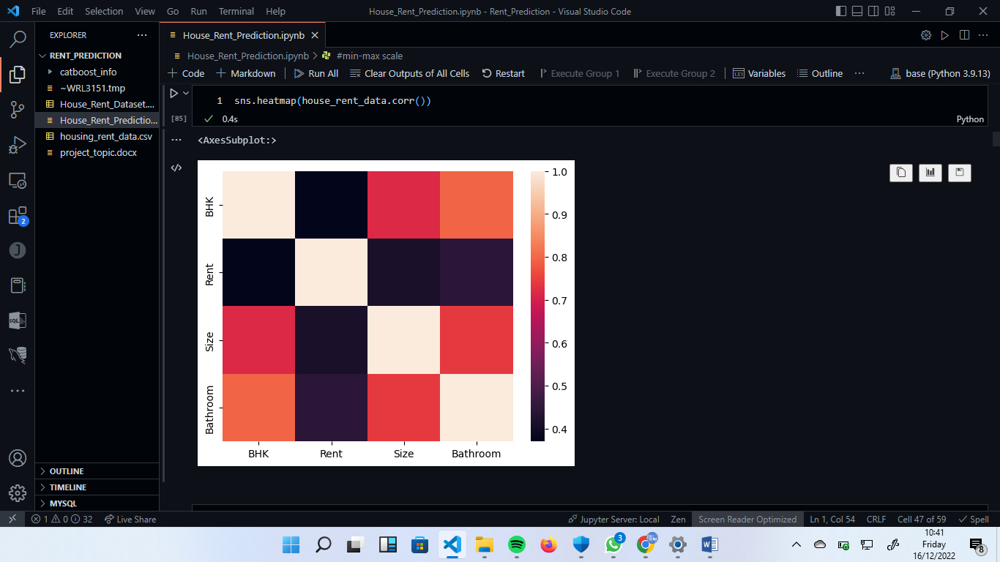 File Edit Selection View Go Run Terminal Help House_Rent_Prediction.ipynb - Rent_Prediction - Visual Studio Code
EXPLORER ···
RENT_PREDICTION
catboost_info
~WRL3151.tmp
House_Rent_Dataset....
House_Rent_Predictio...
housing_rent_data.csv
project_topic.docx
2
J
SQL
OUTLINE
TIMELINE
MYSQL
House_Rent_Prediction.ipynb
House_Rent_Prediction.ipynb > #min-max scale
+ Code + Markdown Run All Clear Outputs of All Cells Restart Execute Group 1 Execute Group 2 Variables Outline ··· base (Python 3.9.13)
1 sns.heatmap(house_rent_data.corr())
[85] 0.4s Python
<AxesSubplot:>
BHK
Rent
Size
Bathroom
BHK Rent Size Bathroom
1.0
0.9
0.8
0.7
0.6
0.5
0.4
1 0 32 Live Share Jupyter Server: Local Zen Screen Reader Optimized Ln 1, Col 54 CRLF Cell 47 of 59 Spell
3
10:41
Friday
16/12/2022
8